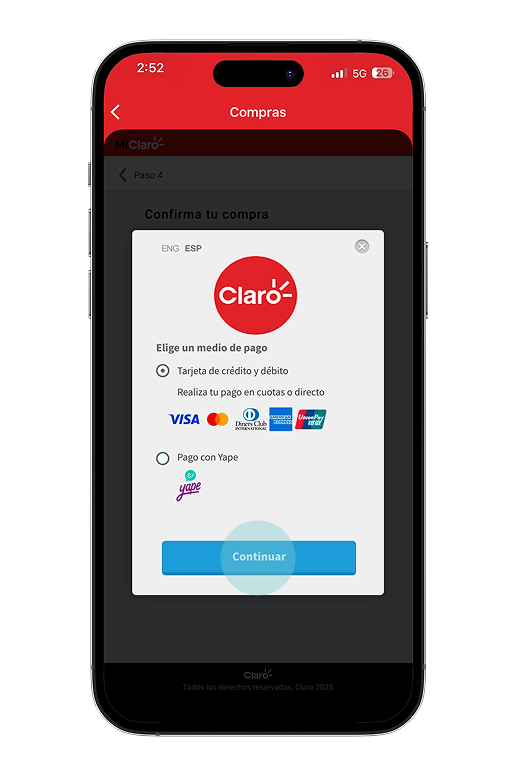 2:52
5G 26
Compras
Mi Claro
Paso 4
Confirma tu compra
ENG ESP
Claro
Elige un medio de pago
Tarjeta de crédito y débito
Realiza tu pago en cuotas o directo
VISA
Diners Club
INTERNATIONAL
AMERICAN
EXPRESS
UnionPay
银联
Pago con Yape
S/
yape
Continuar
Claro
Todos los derechos reservados, Claro 2025